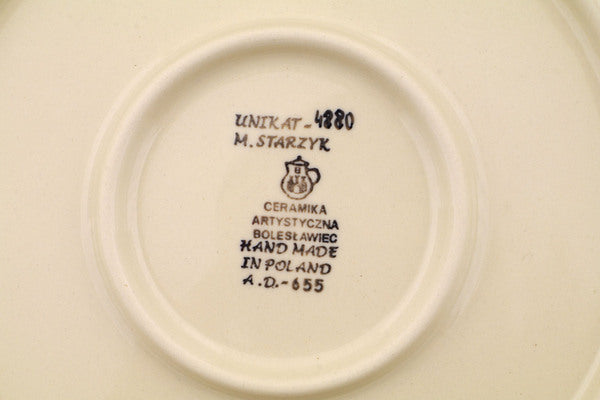 UNIKAT - 4880
M. STARZYK
CERAMIKA
ARTYSTYCZNA
BOLESŁAWIEC
HAND MADE
IN POLAND
A.D.-655